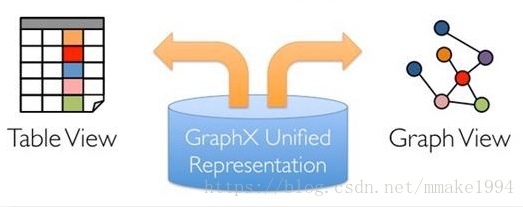 Table View
GraphX Unified
Representation
Graph View
https://blog.csdn.net/mmake1994